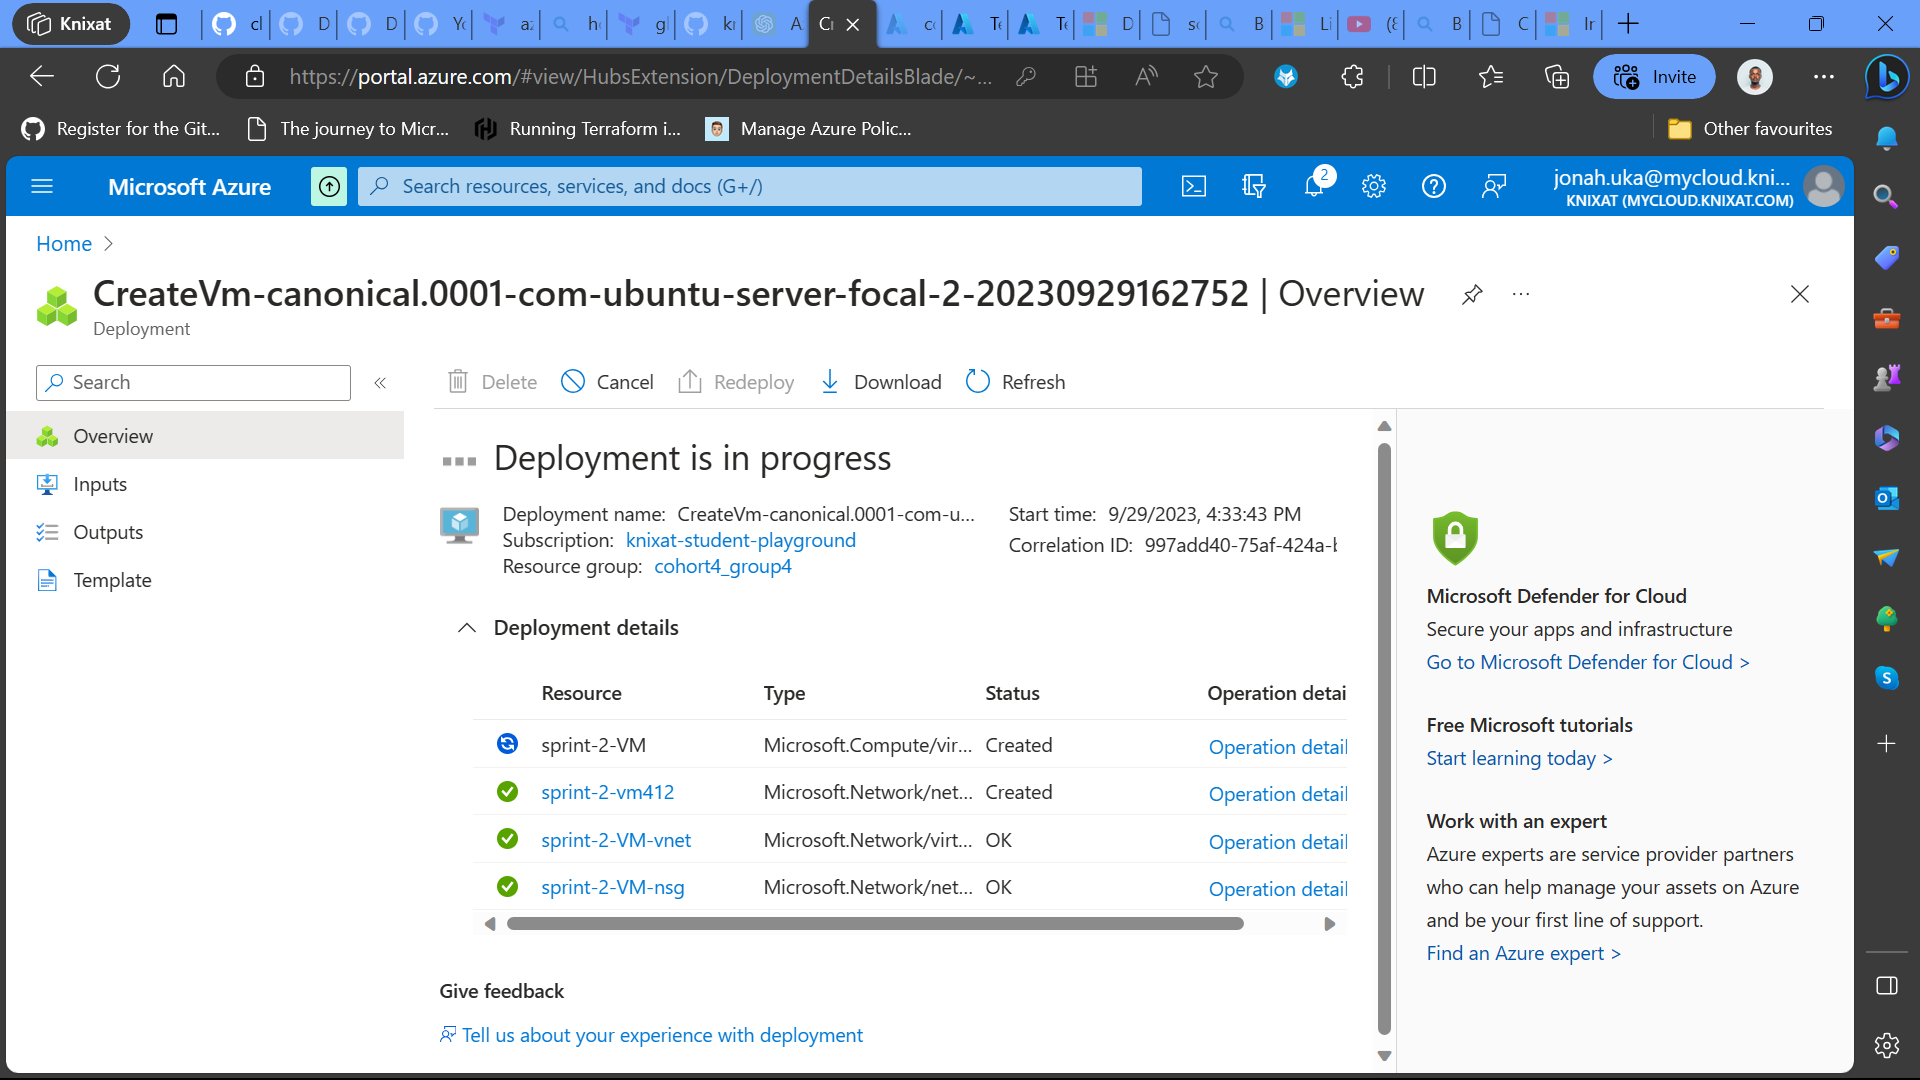 Knixat
https://portal.azure.com/#view/HubsExtension/DeploymentDetailsBlade/~...
Invite
Register for the Git...
The journey to Micr...
Running Terraform i...
Manage Azure Polic...
Other favourites
Microsoft Azure
Search resources, services, and docs (G+/)
2
jonah.uka@mycloud.kni...
KNIXAT (MYCLOUD.KNIXAT.COM)
Home
CreateVm-canonical.0001-com-ubuntu-server-focal-2-20230929162752 | Overview
Deployment
Search
Delete
Cancel
Redeploy
Download
Refresh
Overview
Inputs
Outputs
Template
Deployment is in progress
Deployment name: CreateVm-canonical.0001-com-u...
Subscription: knixat-student-playground
Resource group: cohort4_group4
Start time: 9/29/2023, 4:33:43 PM
Correlation ID: 997add40-75af-424a-
Deployment details
Resource Type Status Operation detai
sprint-2-VM Microsoft.Compute/vir... Created Operation detail
sprint-2-vm412 Microsoft.Network/net... Created Operation detail
sprint-2-VM-vnet Microsoft.Network/virt... OK Operation detail
sprint-2-VM-nsg Microsoft.Network/net... OK Operation detail
Give feedback
Tell us about your experience with deployment
Microsoft Defender for Cloud
Secure your apps and infrastructure
Go to Microsoft Defender for Cloud >
Free Microsoft tutorials
Start learning today >
Work with an expert
Azure experts are service provider partners
who can help manage your assets on Azure
and be your first line of support.
Find an Azure expert >